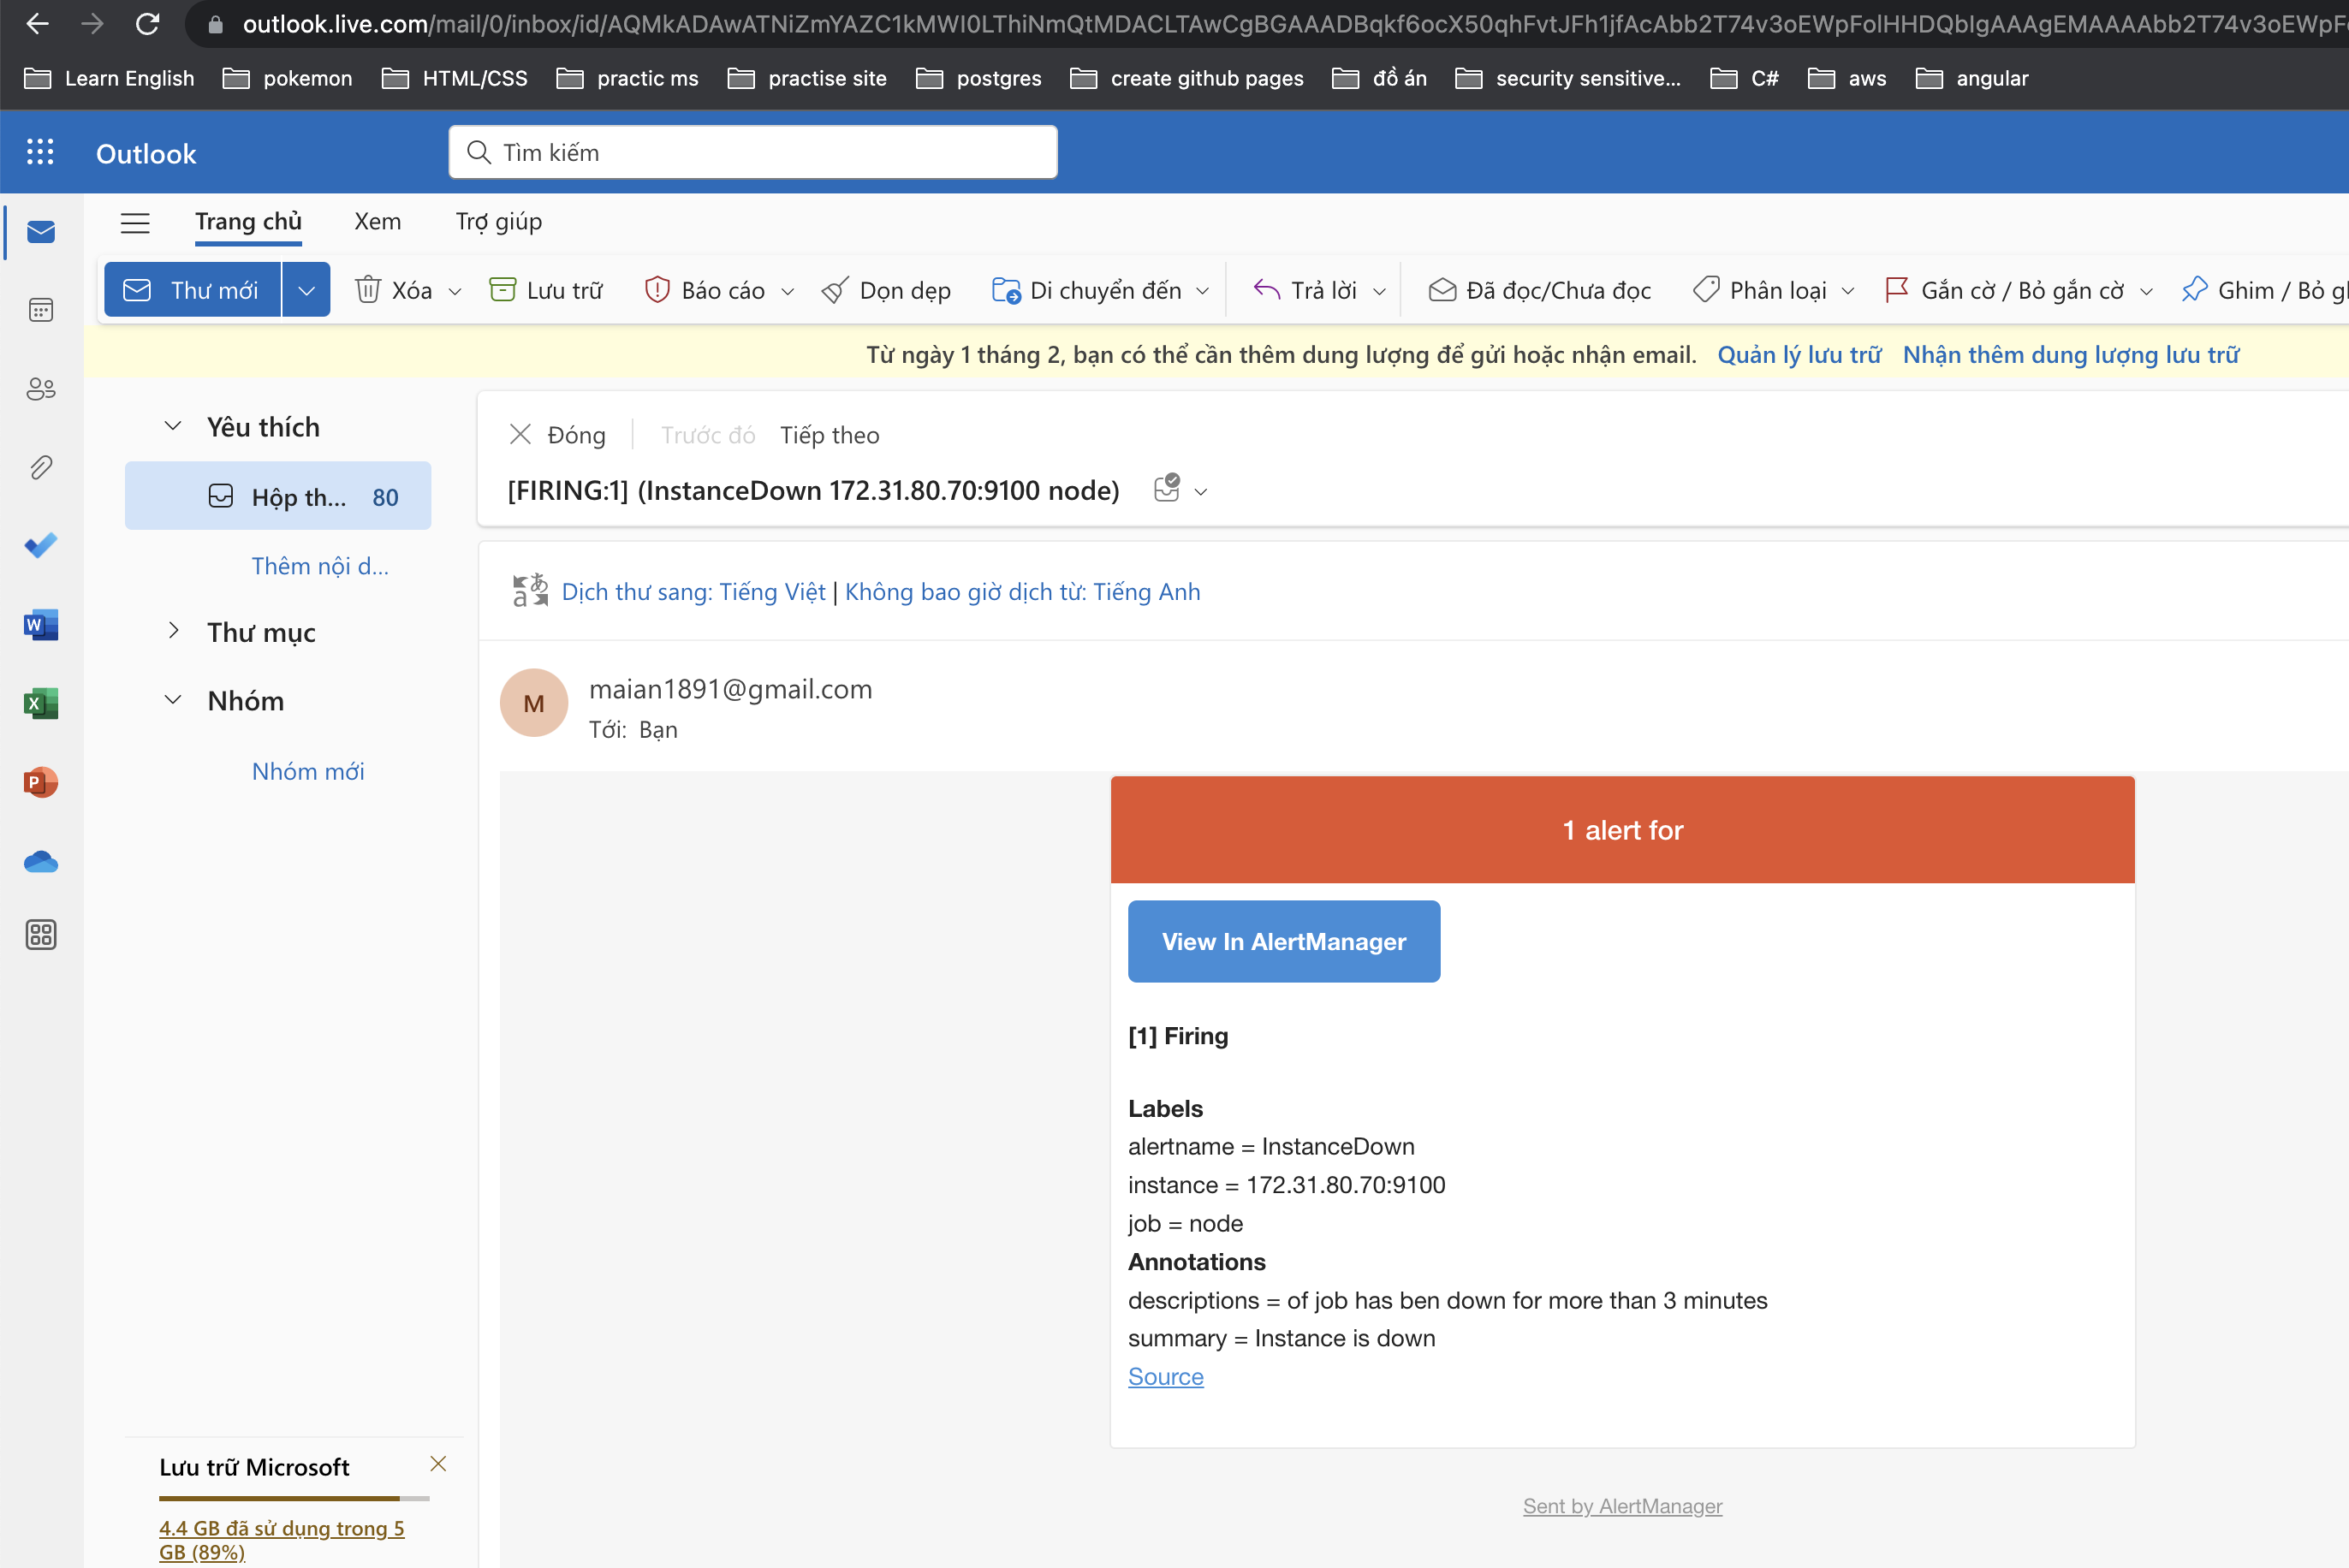 outlook.live.com/mail/0/inbox/id/AQMkADAwATNiZmYAZC1kMWI0LThiNmQtMDACLTAwCgBGAAADBqkf6ocX50qhFvtJFh1jfAcAbb2T74v3oEWpFolHHDQbIgAAAgEMAAAAbb2T74v3oEWpF
Learn English pokemon HTML/CSS practic ms practise site postgres create github pages đồ án security sensitive... C# aws angular
Outlook
Tìm kiếm
Trang chủ Xem Trợ giúp
Thư mới Xóa Lưu trữ Báo cáo Dọn dẹp Di chuyển đến Trả lời Đã đọc/Chưa đọc Phân loại Gắn cờ / Bỏ gắn cờ Ghim / Bỏ
Từ ngày 1 tháng 2, bạn có thể cần thêm dung lượng để gửi hoặc nhận email. Quản lý lưu trữ Nhận thêm dung lượng lưu trữ
Yêu thích
Hộp th... 80
Thêm nội d...
Thư mục
Nhóm
Nhóm mới
Đóng Trước đó Tiếp theo
[FIRING:1] (InstanceDown 172.31.80.70:9100 node)
Dịch thư sang: Tiếng Việt | Không bao giờ dịch từ: Tiếng Anh
M
maian1891@gmail.com
Tới: Bạn
1 alert for
View In AlertManager
[1] Firing
Labels
alertname = InstanceDown
instance = 172.31.80.70:9100
job = node
Annotations
descriptions = of job has ben down for more than 3 minutes
summary = Instance is down
Source
Sent by AlertManager
Lưu trữ Microsoft
4.4 GB đã sử dụng trong 5
GB (89%)